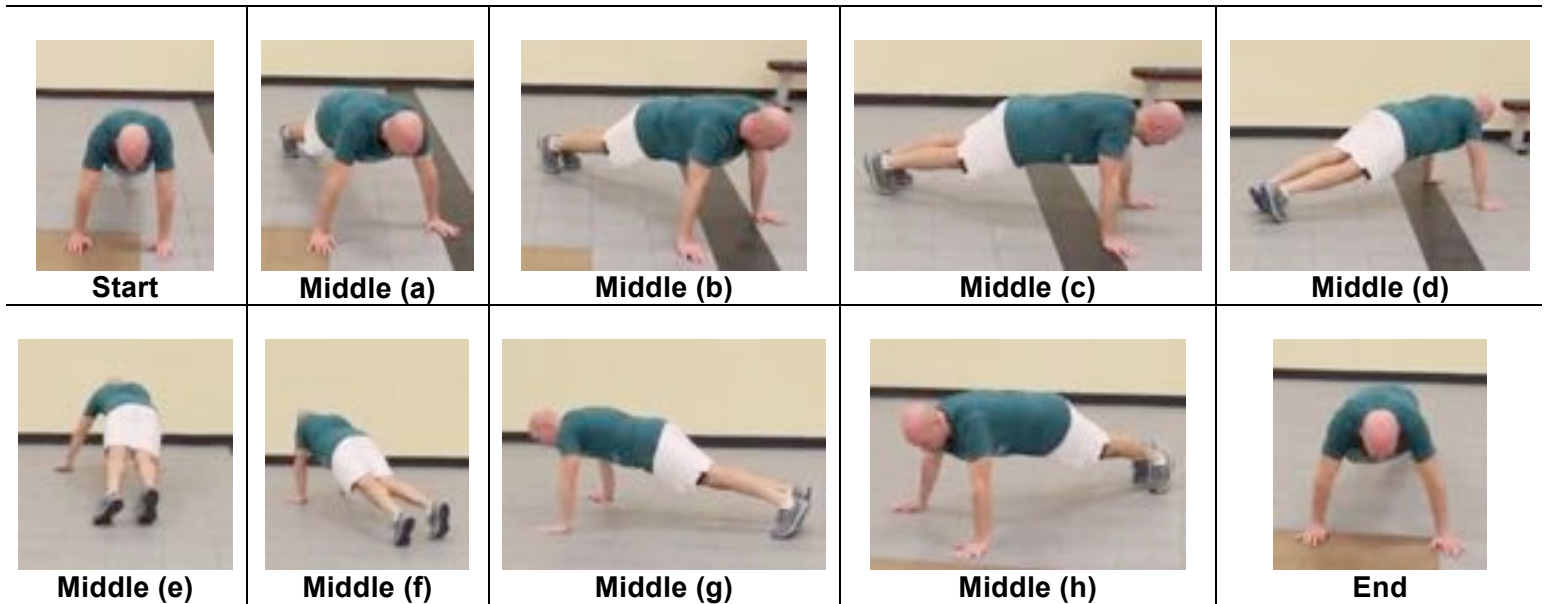 Start
Middle (a)
Middle (b)
Middle (c)
Middle (d)
Middle (e)
Middle (f)
Middle (g)
Middle (h)
End